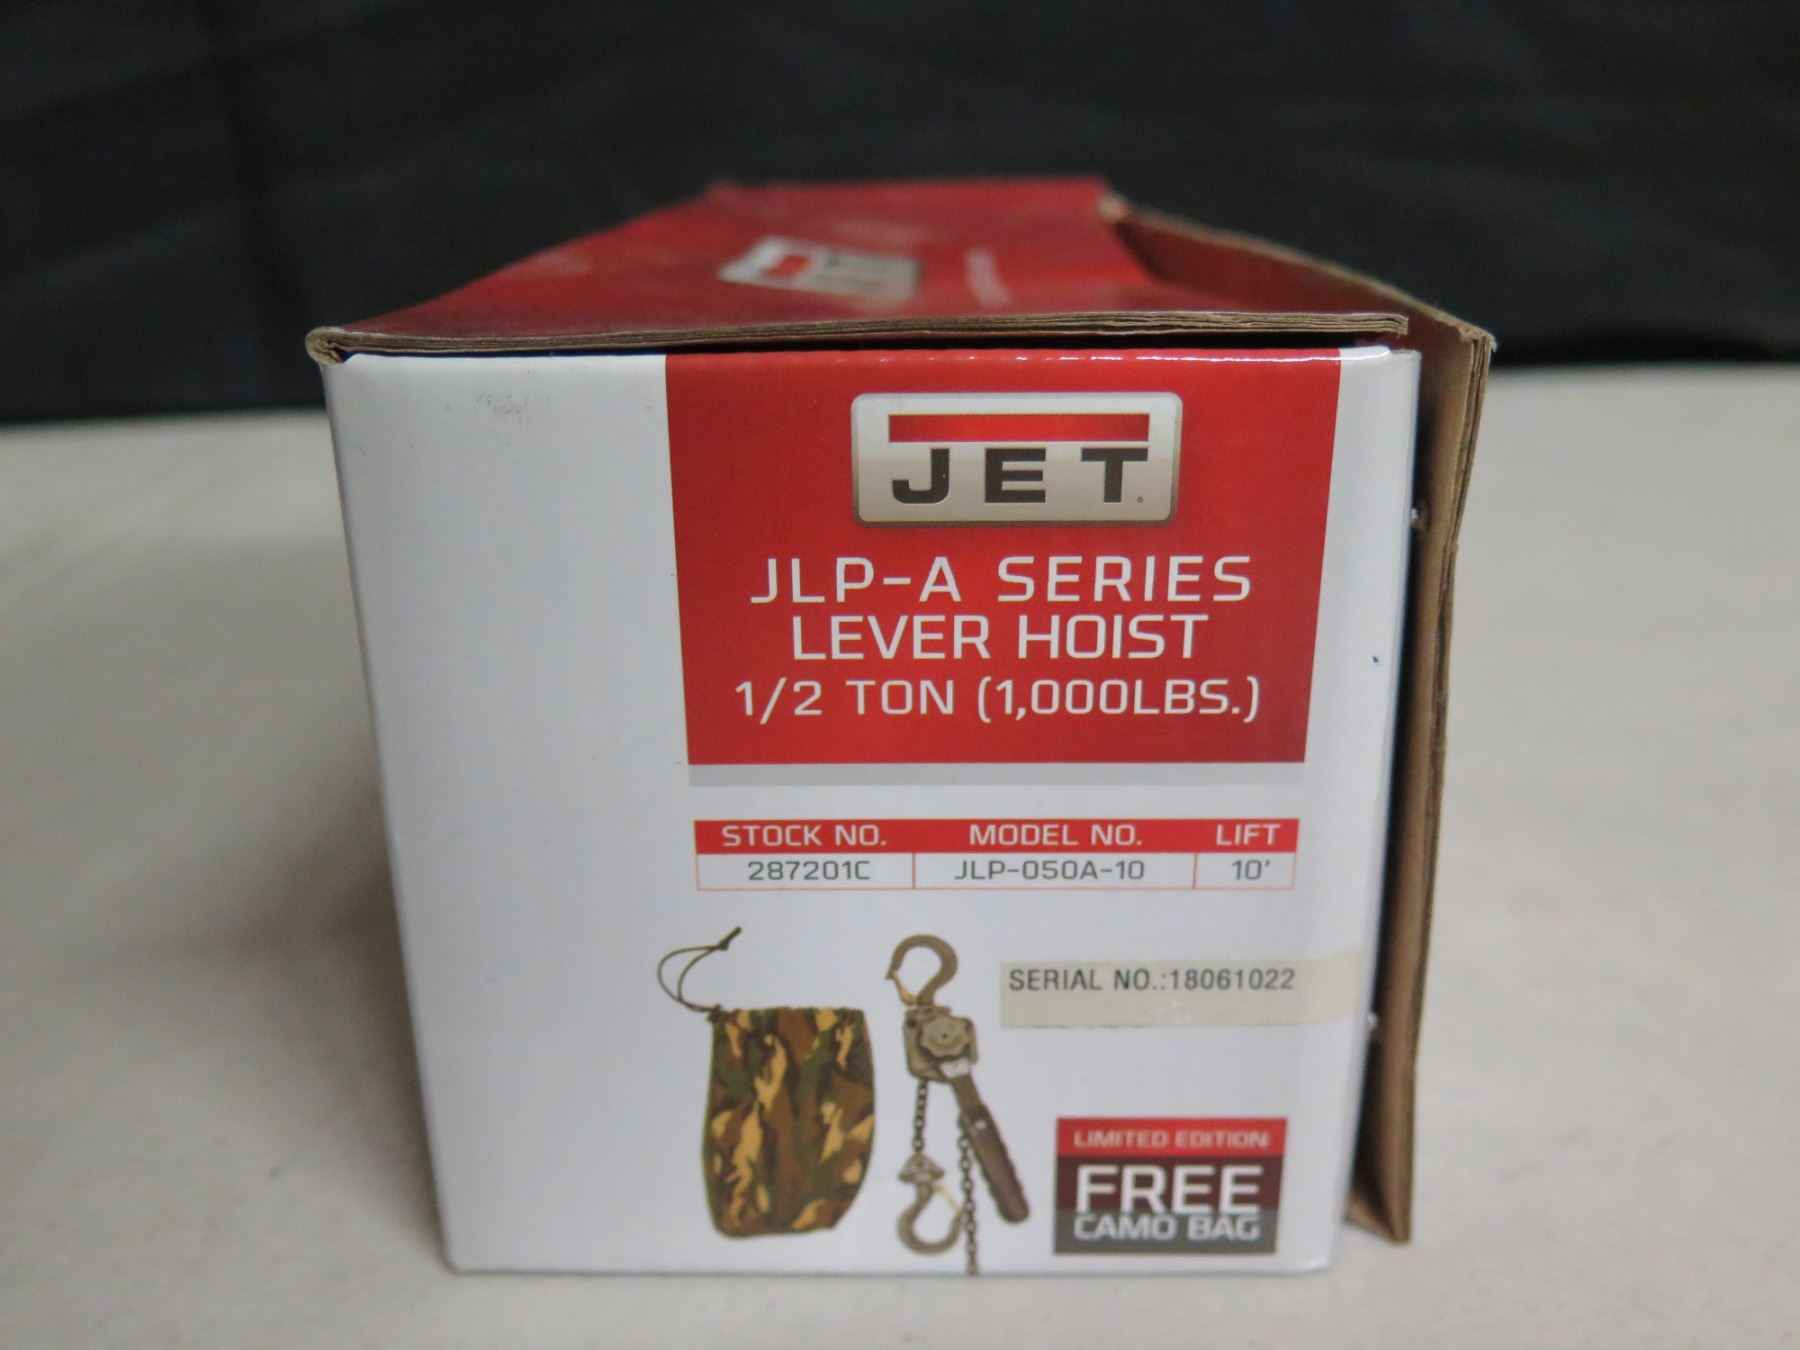 JET
JLP-A SERIES
LEVER HOIST
1/2 TON (1,000LBS.)
STOCK NO. MODEL NO. LIFT
287201C JLP-050A-10 10'
SERIAL NO.:18061022
LIMITED EDITION
FREE
CAMO BAG